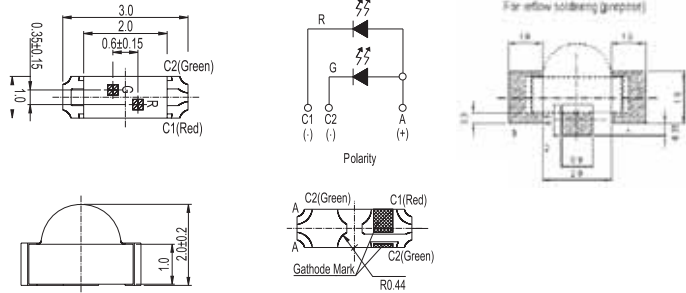 3.0
2.0
0.6±0.15
0.35±0.15
1.0
C2(Green)
G
R
C1(Red)
R
G
C1 C2 A
(-) (-) (+)
Polarity
For reflow soldering (propose)
2.0±0.2
1.0
A
C2(Green)
C1(Red)
A
C2(Green)
Gathode Mark
R0.44